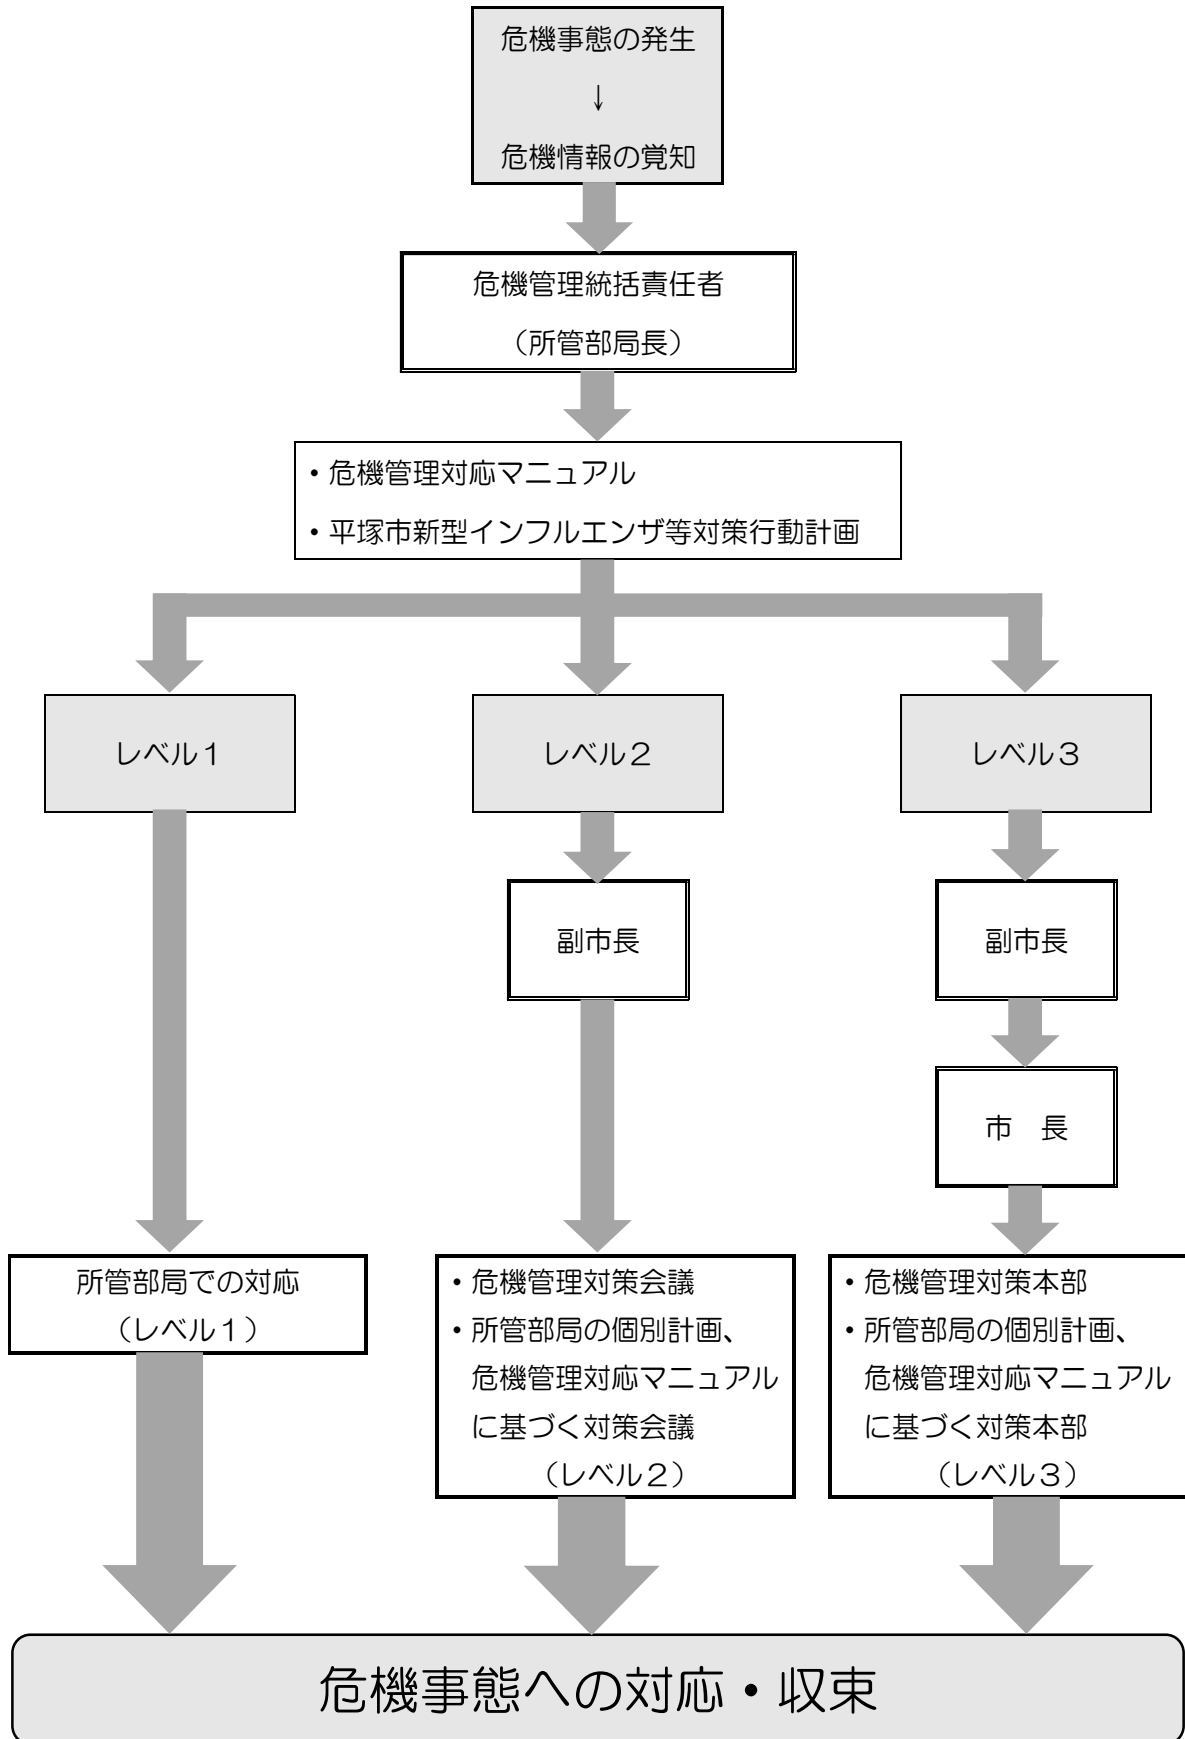 危機事態の発生
↓
危機情報の覚知
危機管理統括責任者
（所管部局長）
・危機管理対応マニュアル
・平塚市新型インフルエンザ等対策行動計画
レベル１
レベル２
レベル３
副市長
副市長
市　長
所管部局での対応
（レベル１）
・危機管理対策会議
・所管部局の個別計画、
危機管理対応マニュアル
に基づく対策会議
（レベル２）
・危機管理対策本部
・所管部局の個別計画、
危機管理対応マニュアル
に基づく対策本部
（レベル３）
危機事態への対応・収束